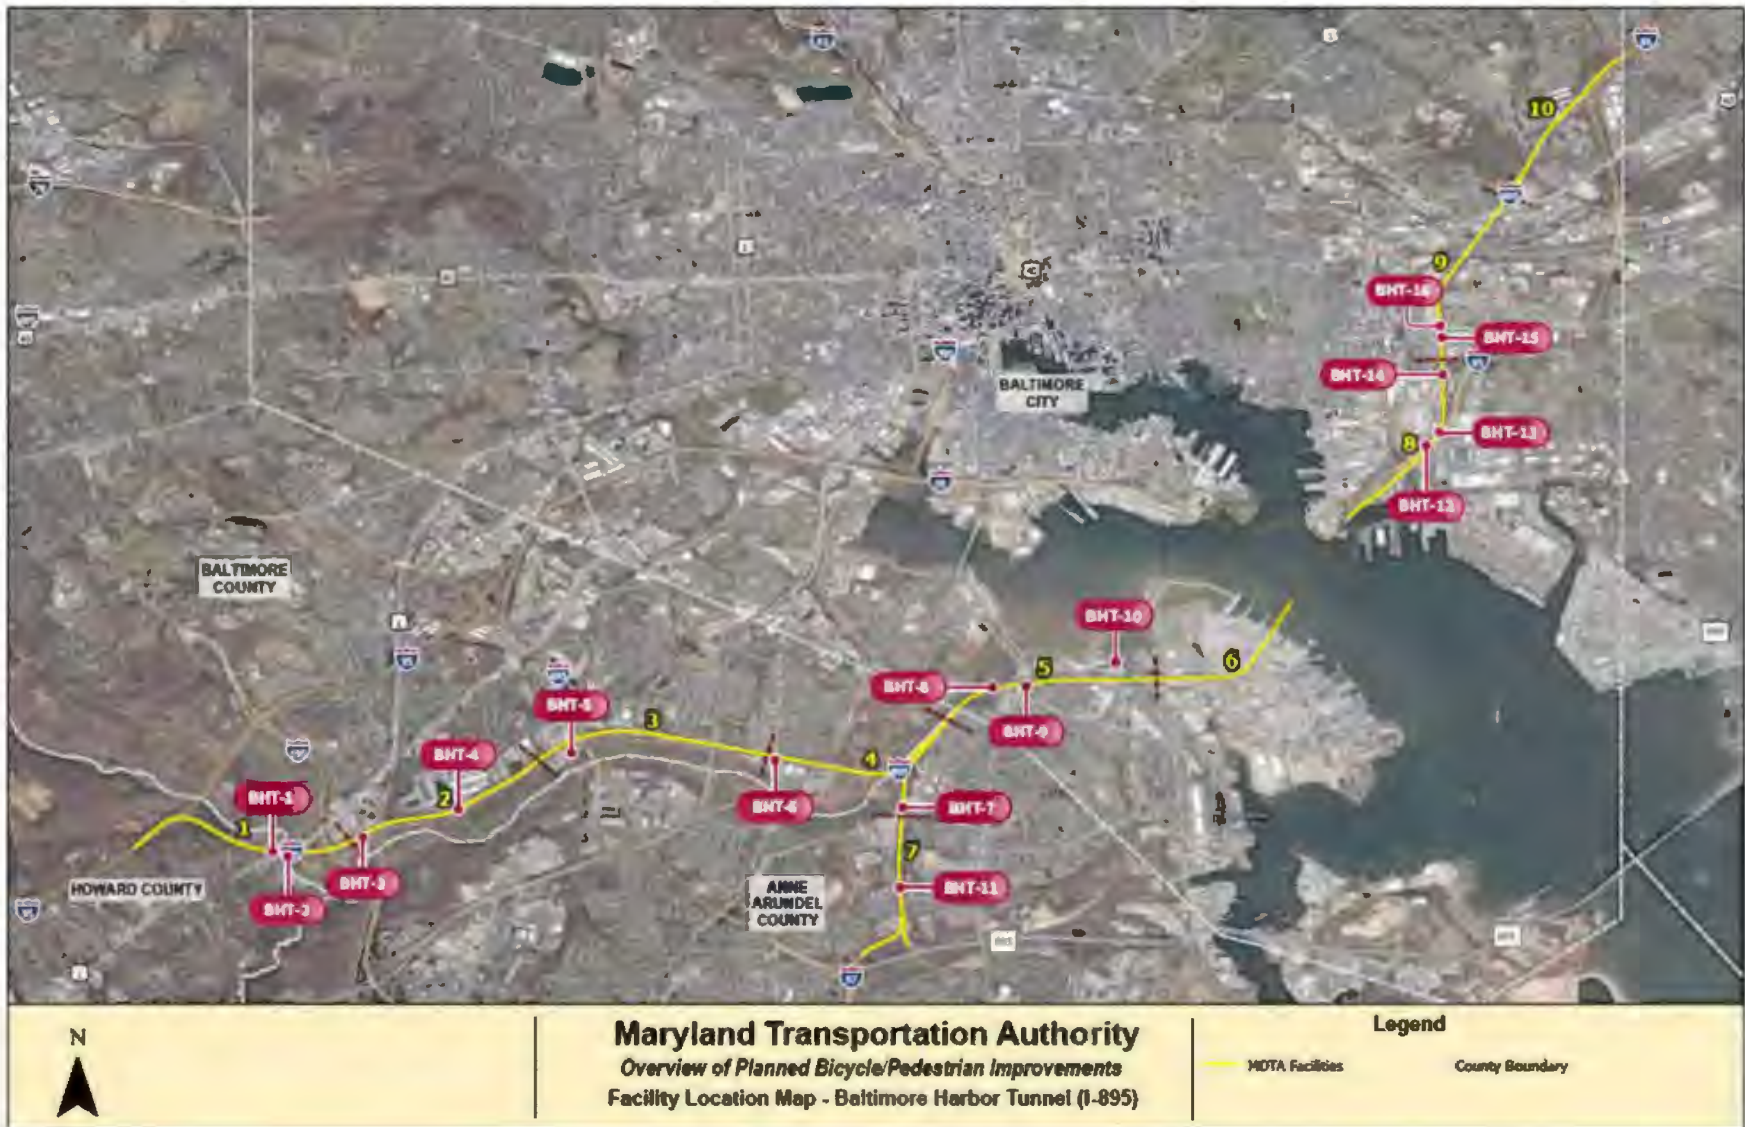 10
9
BHT-16
BHT-15
BHT-14
BALTIMORE
CITY
BHT-13
8
BHT-12
BALTIMORE
COUNTY
BHT-10
6
5
BHT-8
BHT-5
BHT-9
3
BHT-4
4
BHT-1
2
BHT-6
BHT-7
1
7
HOWARD COUNTY
BHT-3
ANNE
ARUNDEL
COUNTY
BHT-11
N
Maryland Transportation Authority
Overview of Planned Bicycle/Pedestrian Improvements
Facility Location Map - Baltimore Harbor Tunnel (I-895)
Legend
MDTA Facilities
County Boundary